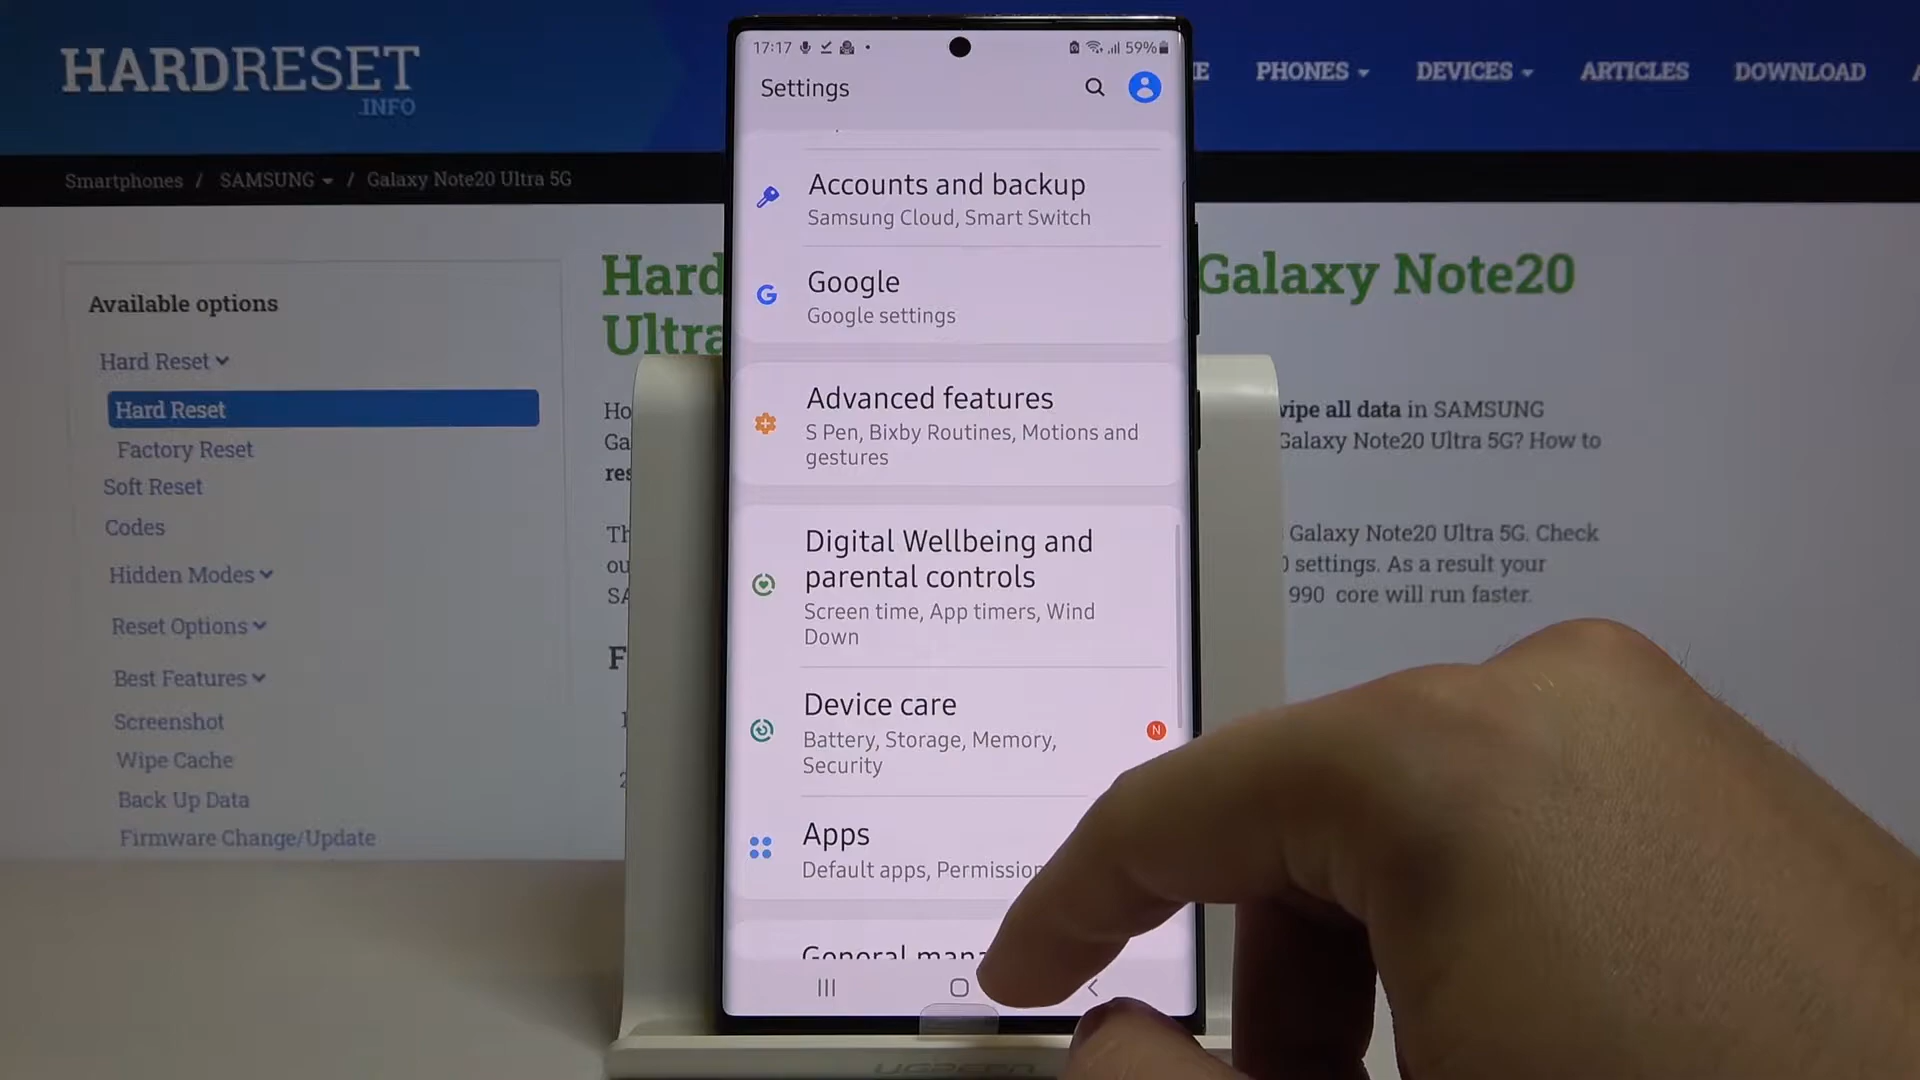 HARDRESET
.INFO
PHONES
DEVICES
ARTICLES
DOWNLOAD
Smartphones / SAMSUNG / Galaxy Note20 Ultra 5G
Available options
Hard Reset
Hard Reset
Factory Reset
Soft Reset
Codes
Hidden Modes
Reset Options
Best Features
Screenshot
Wipe Cache
Back Up Data
Firmware Change/Update
Hard
Galaxy Note20
Ultra
wipe all data in SAMSUNG
Galaxy Note20 Ultra 5G? How to
Galaxy Note20 Ultra 5G. Check
settings. As a result your
990 core will run faster.
17:17
59%
Settings
Accounts and backup
Samsung Cloud, Smart Switch
Google
Google settings
Advanced features
S Pen, Bixby Routines, Motions and
gestures
Digital Wellbeing and
parental controls
Screen time, App timers, Wind
Down
Device care
N
Battery, Storage, Memory,
Security
Apps
Default apps, Permission
General mana
UGREEN